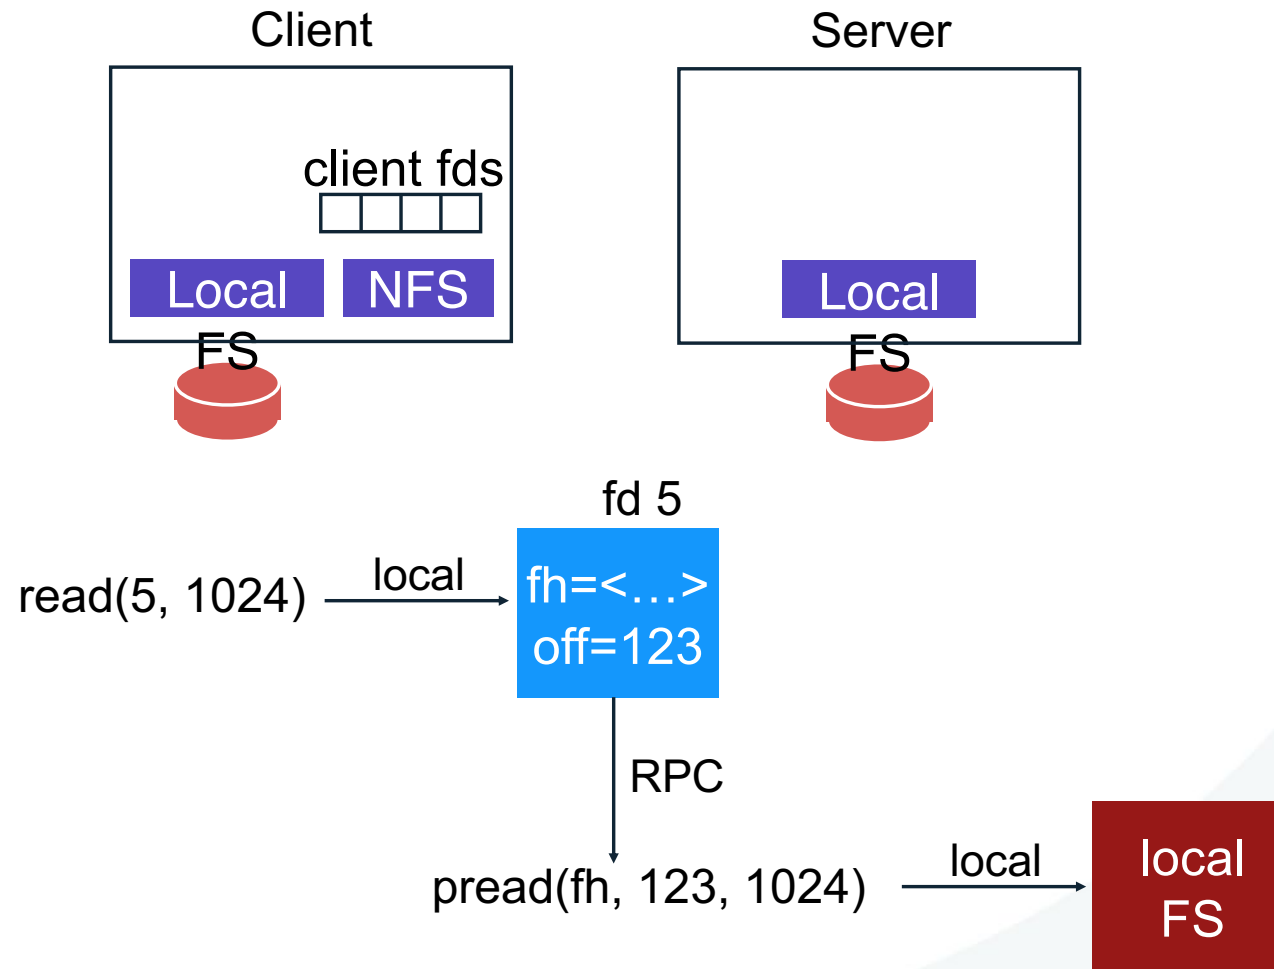 Client
Server
client fds
Local
FS
NFS
Local
FS
fd 5
read(5, 1024)
local
fh=<...>
off=123
RPC
pread(fh, 123, 1024)
local
local
FS